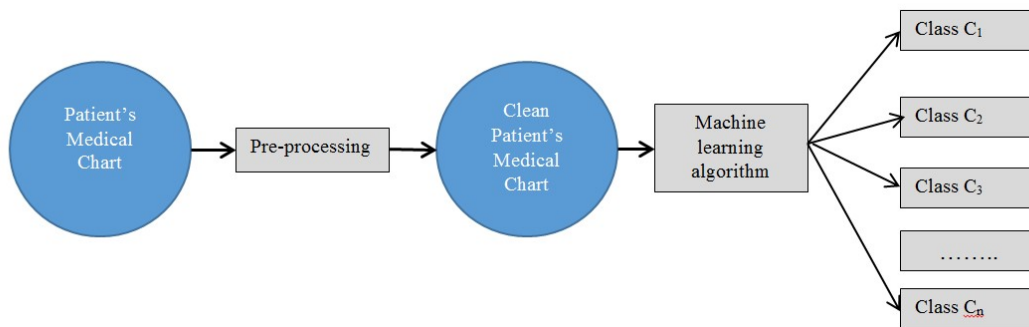 Patient’s
Medical
Chart
Pre-processing
Clean
Patient’s
Medical
Chart
Machine
learning
algorithm
Class C₁
Class C₂
Class C₃
……..
Class Cn